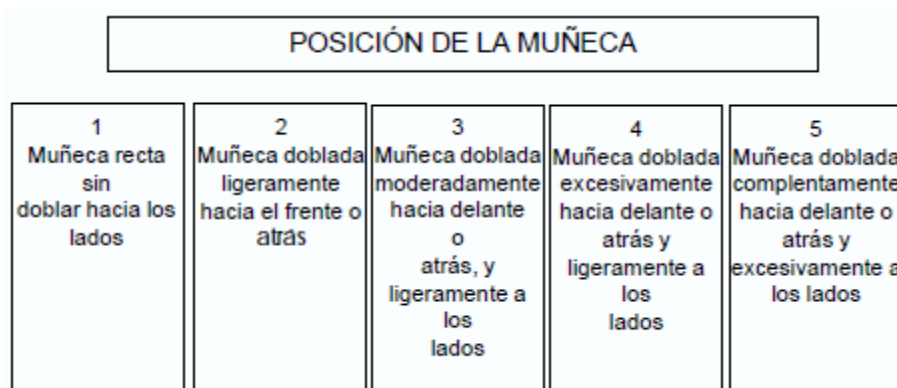 POSICIÓN DE LA MUÑECA
1
Muñeca recta
sin
doblar hacia los
lados
2
Muñeca doblada
ligeramente
hacia el frente o
atrás
3
Muñeca doblada
moderadamente
hacia delante
o
atrás, y
ligeramente a
los
lados
4
Muñeca doblada
excesivamente
hacia delante o
atrás y
ligeramente a
los
lados
5
Muñeca doblada
complentamente
hacia delante o
atrás y
excesivamente a
los lados